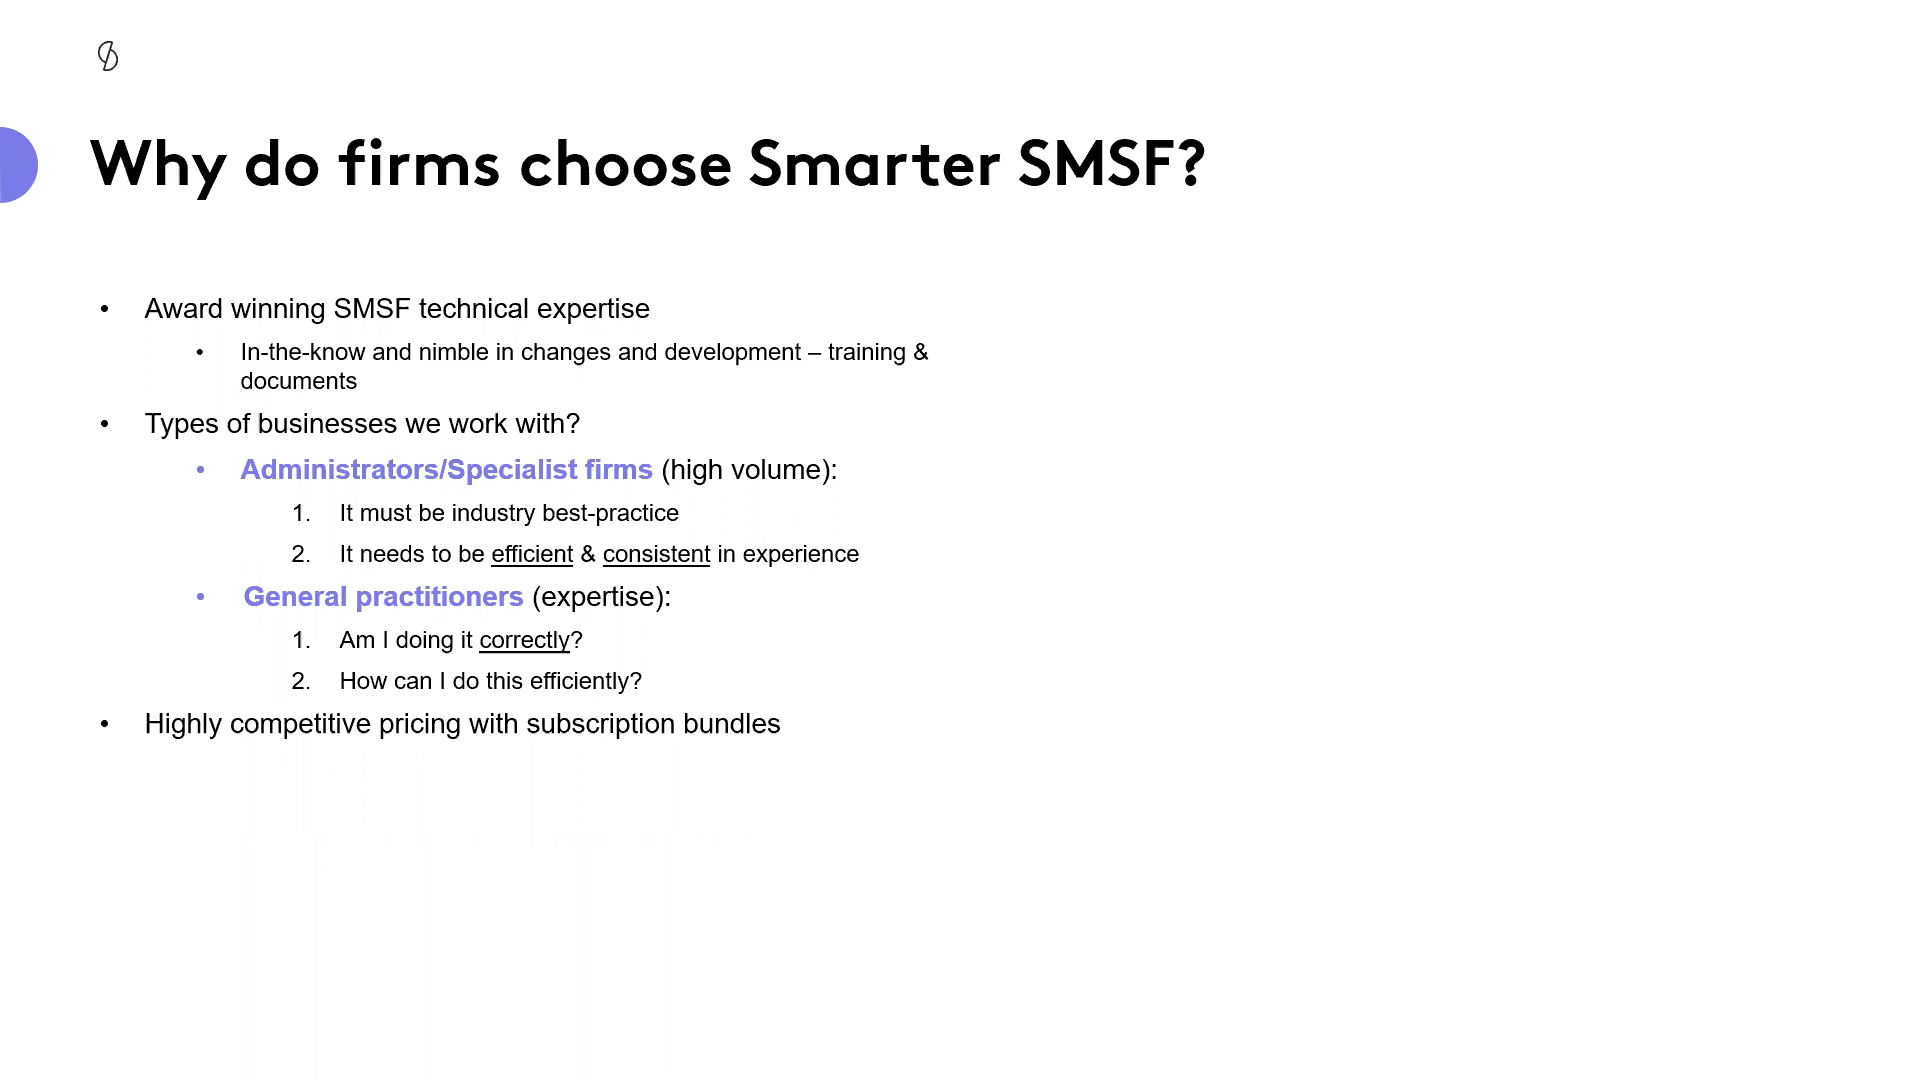 Why do firms choose Smarter SMSF?
• Award winning SMSF technical expertise
• In-the-know and nimble in changes and development – training &
documents
• Types of businesses we work with?
• Administrators/Specialist firms (high volume):
1. It must be industry best-practice
2. It needs to be efficient & consistent in experience
• General practitioners (expertise):
1. Am I doing it correctly?
2. How can I do this efficiently?
• Highly competitive pricing with subscription bundles